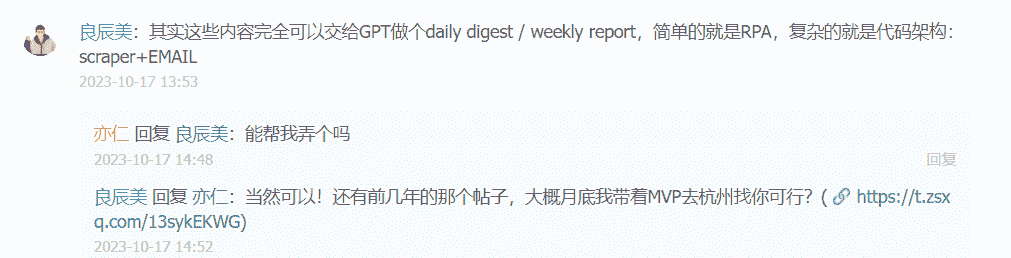 良辰美：其实这些内容完全可以交给GPT做个daily digest / weekly report，简单的就是RPA，复杂的就是代码架构：
scraper+EMAIL
2023-10-17 13:53
亦仁 回复 良辰美：能帮我弄个吗
2023-10-17 14:48 回复
良辰美 回复 亦仁：当然可以！还有前几年的那个帖子，大概月底我带着MVP去杭州找你可行？( https://t.zsx
q.com/13sykEKWG)
2023-10-17 14:52